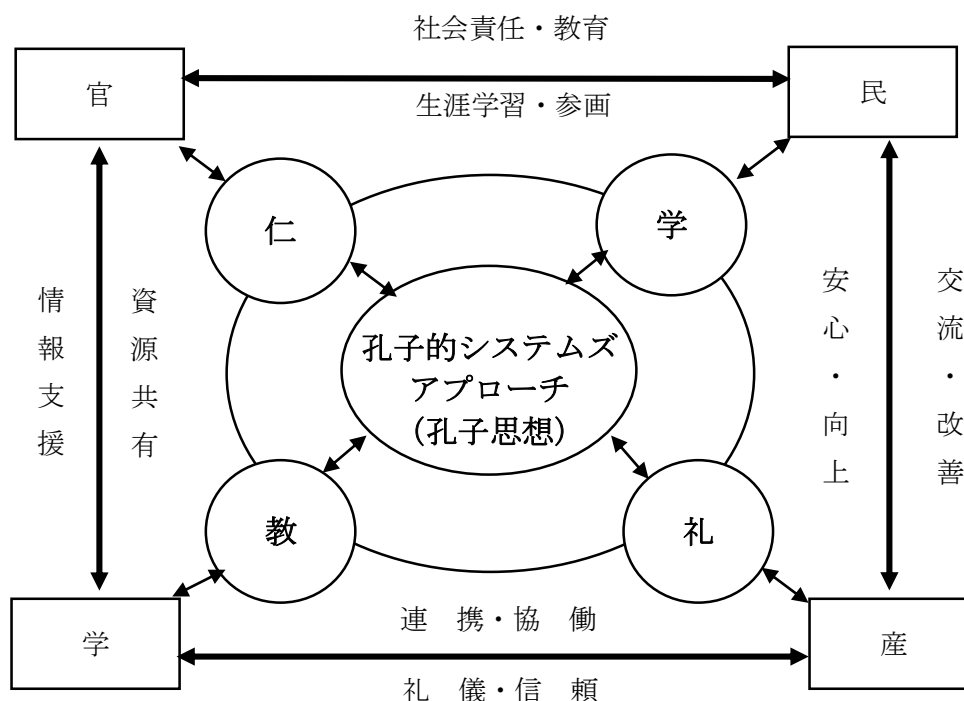 社会責任・教育
官
民
生涯学習・参画
仁
学
情報支援
資源共有
孔子的システムズ
アプローチ
(孔子思想)
安心・向上
交流・改善
教
礼
学
連 携・協 働
産
礼 儀・信 頼